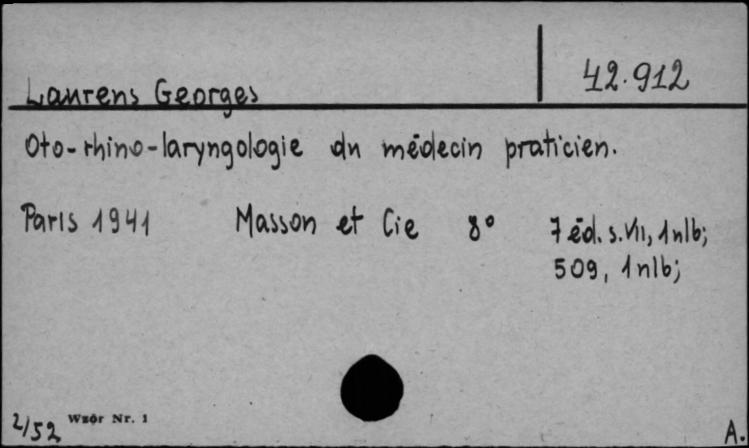 42.912
Laurens Georges
Oto-rhino-laryngologie du médecin praticien.
Paris 1941 Masson et Cie 8° 7 éd. s. VII, 1 nlb;
509, 1 nlb;
2/52 Wzór Nr. 1
A.